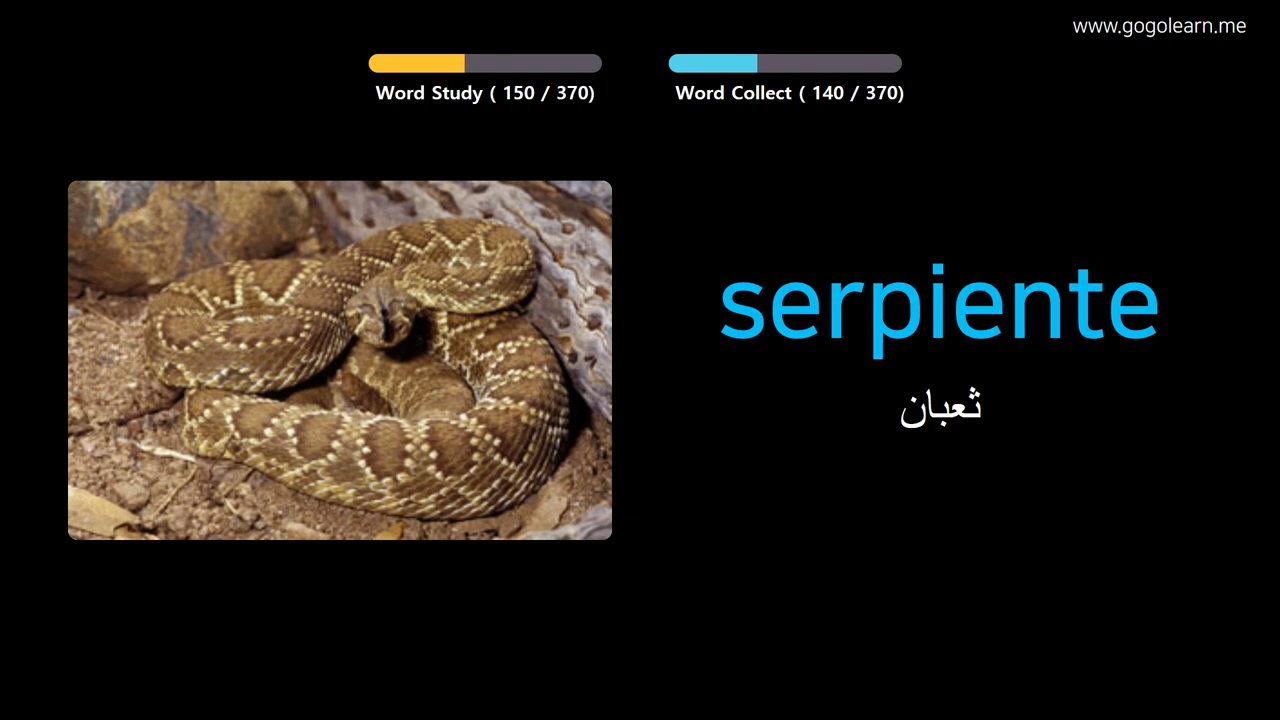 www.gogolearn.me
Word Study ( 150 / 370)
Word Collect ( 140 / 370)
serpiente
ثعبان